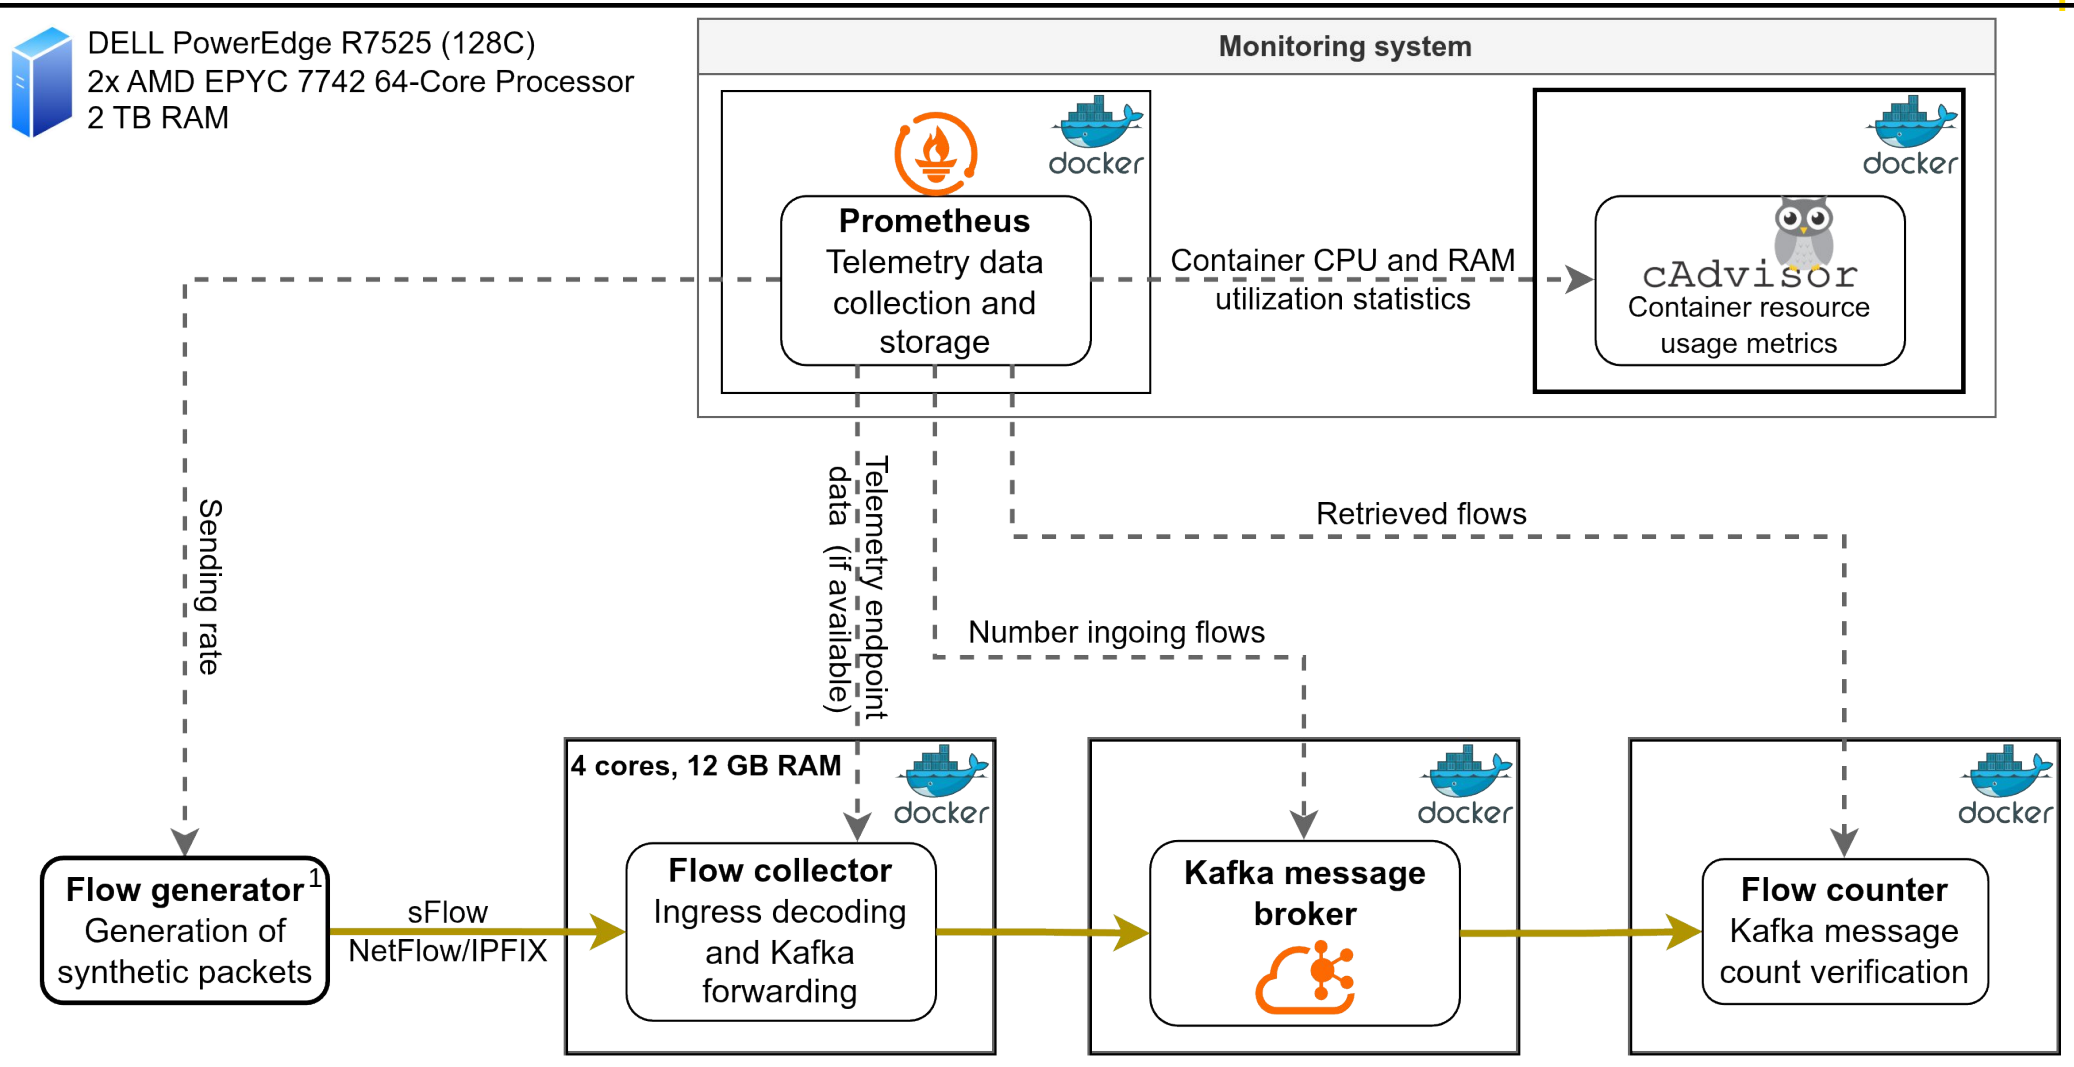 DELL PowerEdge R7525 (128C)
2x AMD EPYC 7742 64-Core Processor
2 TB RAM
Monitoring system
docker
Prometheus
Telemetry data
collection and
storage
Container CPU and RAM
utilization statistics
docker
cAdvisor
Container resource
usage metrics
Sending rate
Telemetry endpoint
data (if available)
Number ingoing flows
Retrieved flows
Flow generator 1
Generation of
synthetic packets
sFlow
NetFlow/IPFIX
4 cores, 12 GB RAM
docker
Flow collector
Ingress decoding
and Kafka
forwarding
docker
Kafka message
broker
docker
Flow counter
Kafka message
count verification